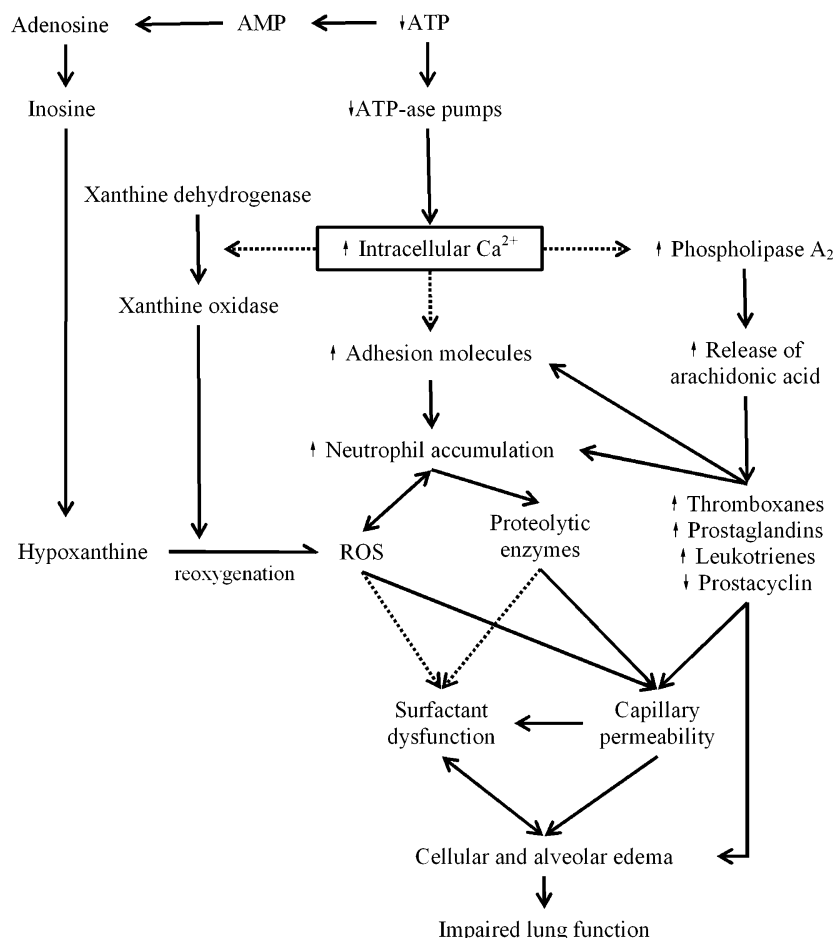 Adenosine
AMP
↓ATP
Inosine
↓ATP-ase pumps
Xanthine dehydrogenase
↑ Intracellular Ca²⁺
↑ Phospholipase A₂
Xanthine oxidase
↑ Adhesion molecules
↑ Release of
arachidonic acid
↑ Neutrophil accumulation
↑ Thromboxanes
↑ Prostaglandins
↑ Leukotrienes
↓ Prostacyclin
Proteolytic
enzymes
Hypoxanthine
reoxygenation
ROS
Surfactant
dysfunction
Capillary
permeability
Cellular and alveolar edema
Impaired lung function